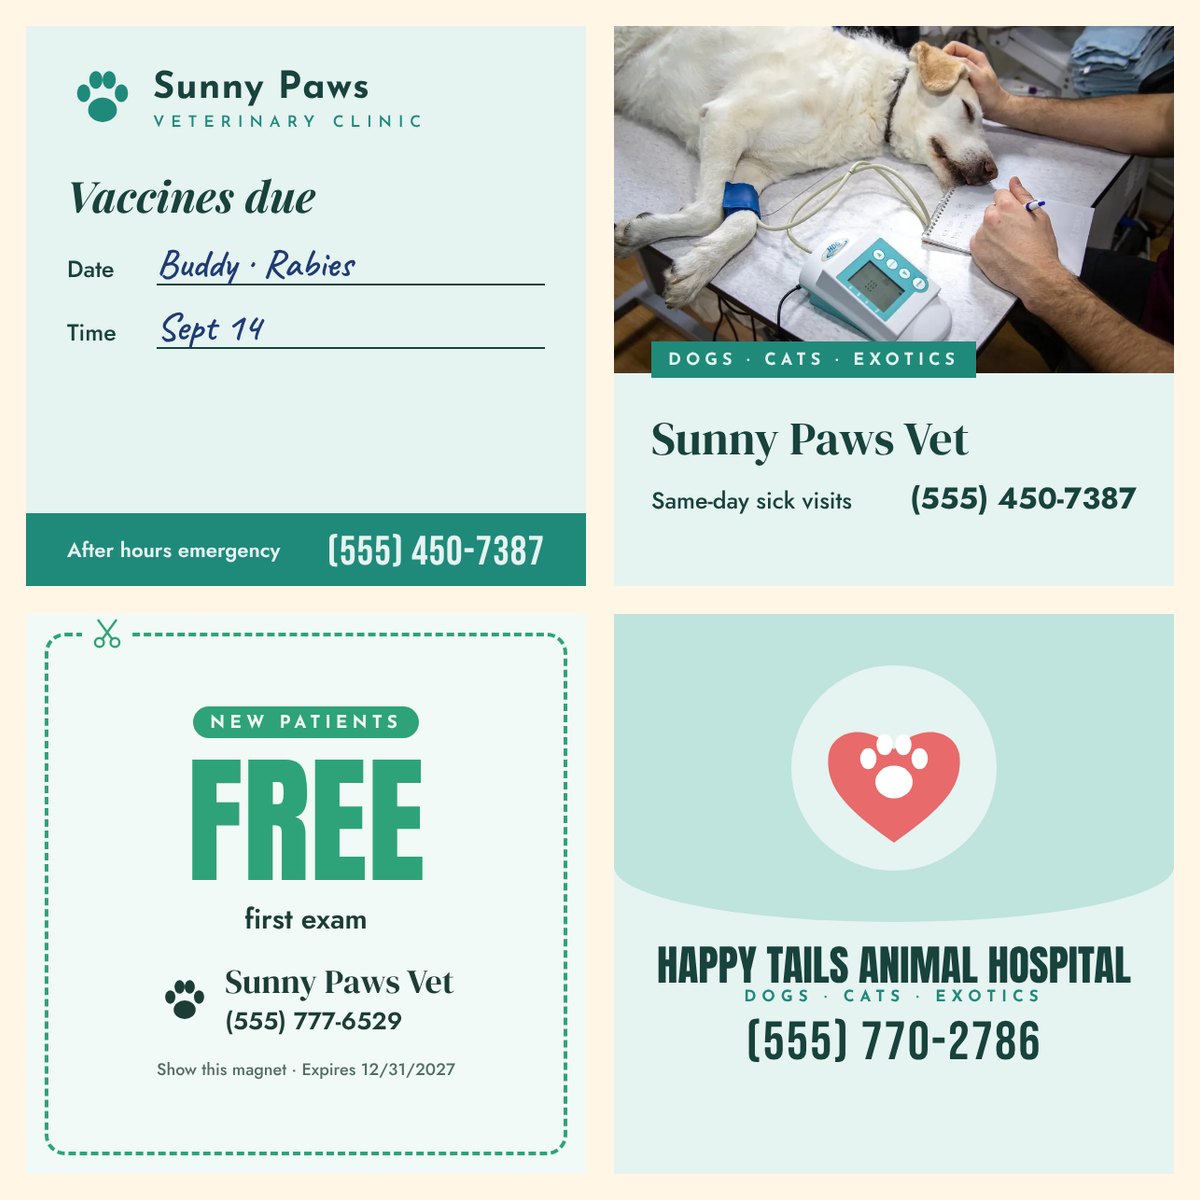 Sunny Paws
VETERINARY CLINIC
Vaccines due
Date Buddy · Rabies
Time Sept 14
After hours emergency (555) 450-7387
DOGS · CATS · EXOTICS
Sunny Paws Vet
Same-day sick visits (555) 450-7387
NEW PATIENTS
FREE
first exam
Sunny Paws Vet
(555) 777-6529
Show this magnet · Expires 12/31/2027
HAPPY TAILS ANIMAL HOSPITAL
DOGS · CATS · EXOTICS
(555) 770-2786